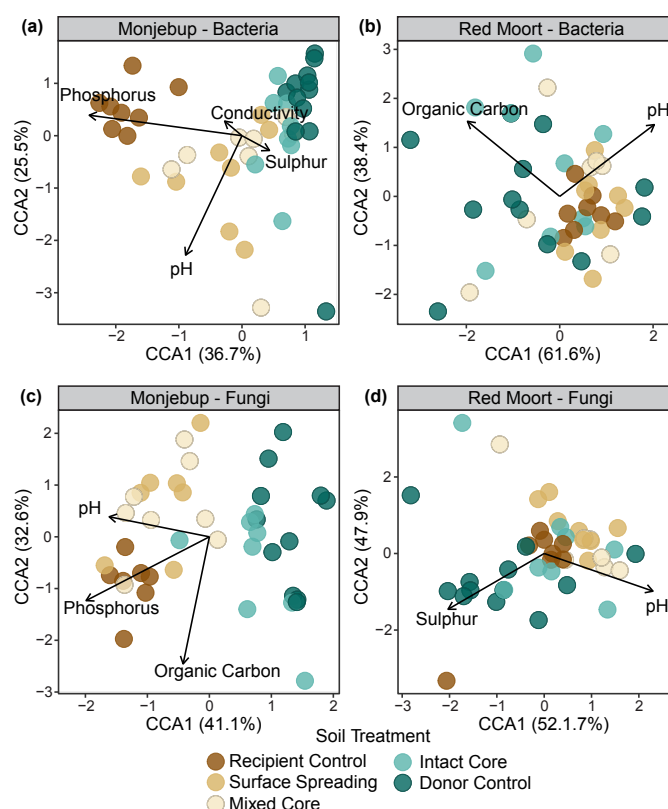 (a) Monjebup - Bacteria
(b) Red Moort - Bacteria
1
0
−1
−2
−3
CCA2 (25.5%)
Phosphorus
Conductivity
Sulphur
pH
−2 −1 0 1
CCA1 (36.7%)
3
2
1
0
−1
−2
CCA2 (38.4%)
Organic Carbon
pH
−2 0 2
CCA1 (61.6%)
(c) Monjebup - Fungi
(d) Red Moort - Fungi
2
1
0
−1
−2
−3
CCA2 (32.6%)
pH
Phosphorus
Organic Carbon
−2 −1 0 1 2
CCA1 (41.1%)
2
0
−2
CCA2 (47.9%)
Sulphur
pH
−3 −2 −1 0 1 2
CCA1 (52.1.7%)
Soil Treatment
Recipient Control
Surface Spreading
Mixed Core
Intact Core
Donor Control